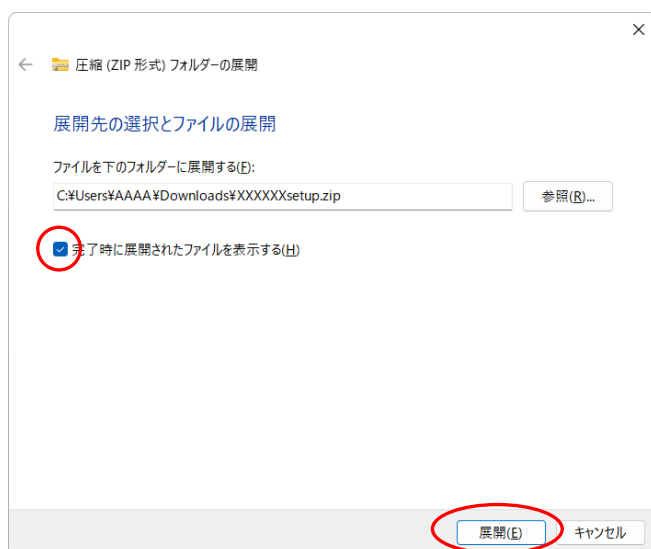 圧縮 (ZIP 形式) フォルダーの展開
展開先の選択とファイルの展開
ファイルを下のフォルダーに展開する(F):
C:¥Users¥AAAA¥Downloads¥XXXXXXsetup.zip 参照(R)...
完了時に展開されたファイルを表示する(H)
展開(E) キャンセル